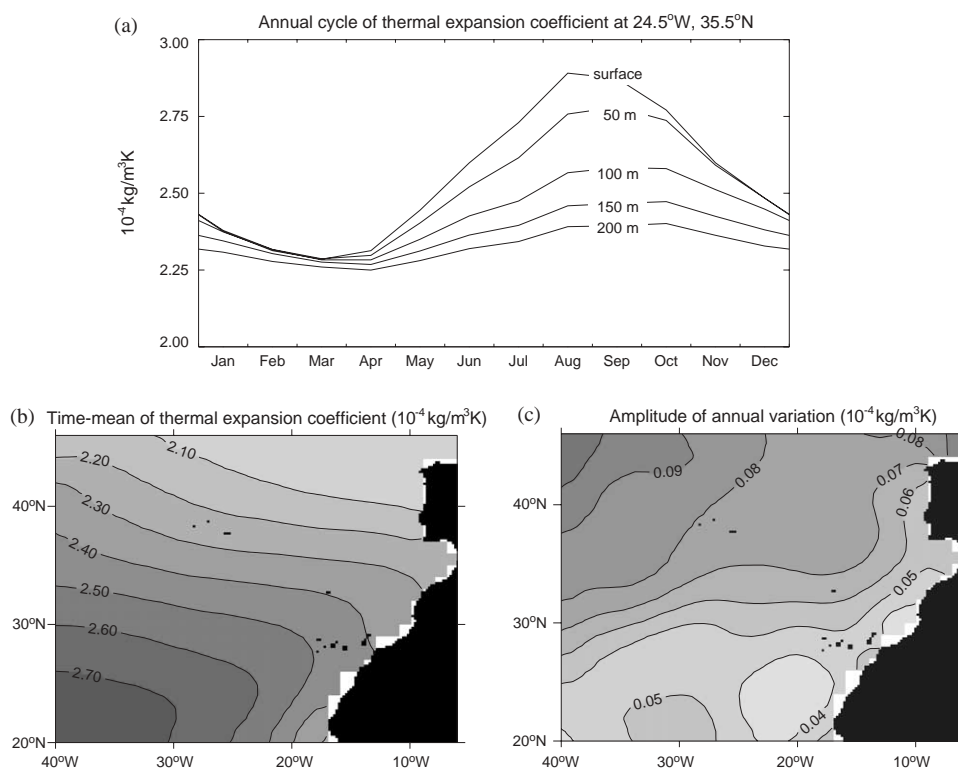 (a)
Annual cycle of thermal expansion coefficient at 24.5°W, 35.5°N
3.00
2.75
2.50
2.25
2.00
10⁻⁴ kg/m³K
surface
50 m
100 m
150 m
200 m
Jan Feb Mar Apr May Jun Jul Aug Sep Oct Nov Dec
(b) Time-mean of thermal expansion coefficient (10⁻⁴ kg/m³K)
2.10
2.20
2.30
2.40
2.50
2.60
2.70
40°N
30°N
20°N
40°W 30°W 20°W 10°W
(c) Amplitude of annual variation (10⁻⁴ kg/m³K)
0.08
0.09
0.08
0.07
0.06
0.05
0.05
0.04
40°N
30°N
20°N
40°W 30°W 20°W 10°W